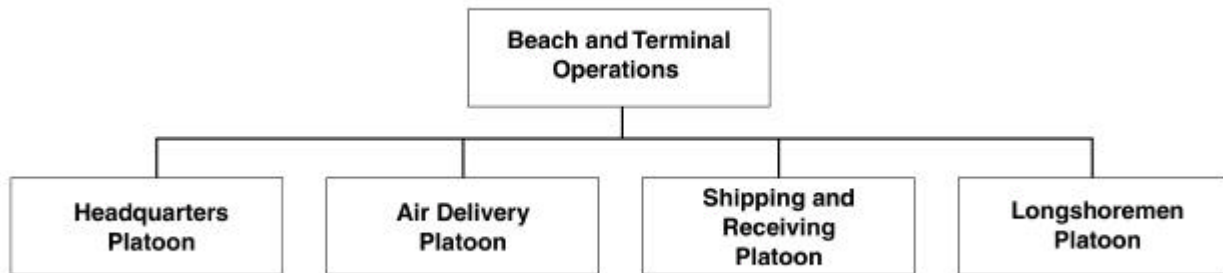 Beach and Terminal
Operations
Headquarters
Platoon
Air Delivery
Platoon
Shipping and
Receiving
Platoon
Longshoremen
Platoon